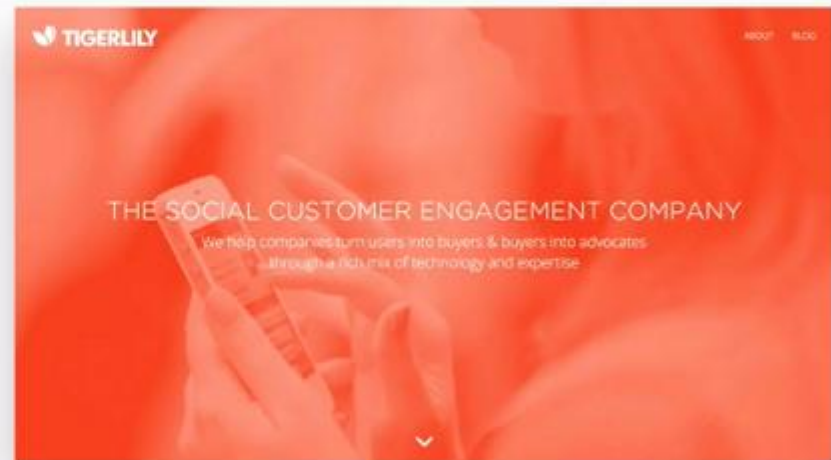 TIGERLILY
ABOUT BLOG
THE SOCIAL CUSTOMER ENGAGEMENT COMPANY
We help companies turn users into buyers & buyers into advocates
through a rich mix of technology and expertise